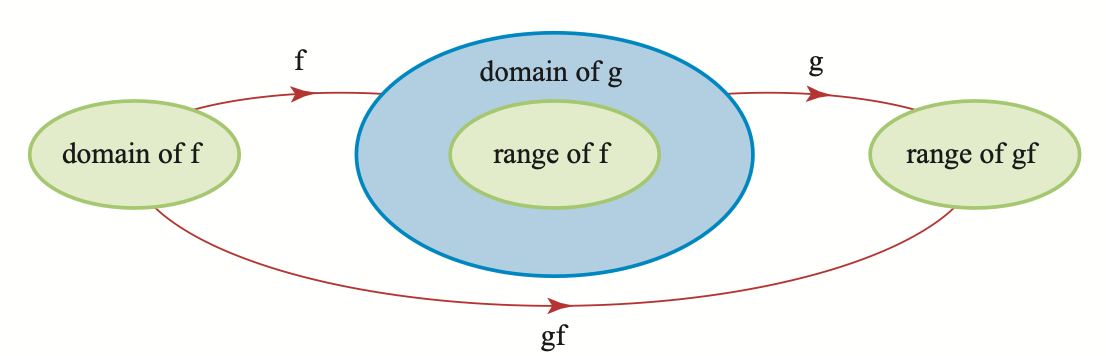 f
g
domain of g
domain of f
range of f
range of gf
gf